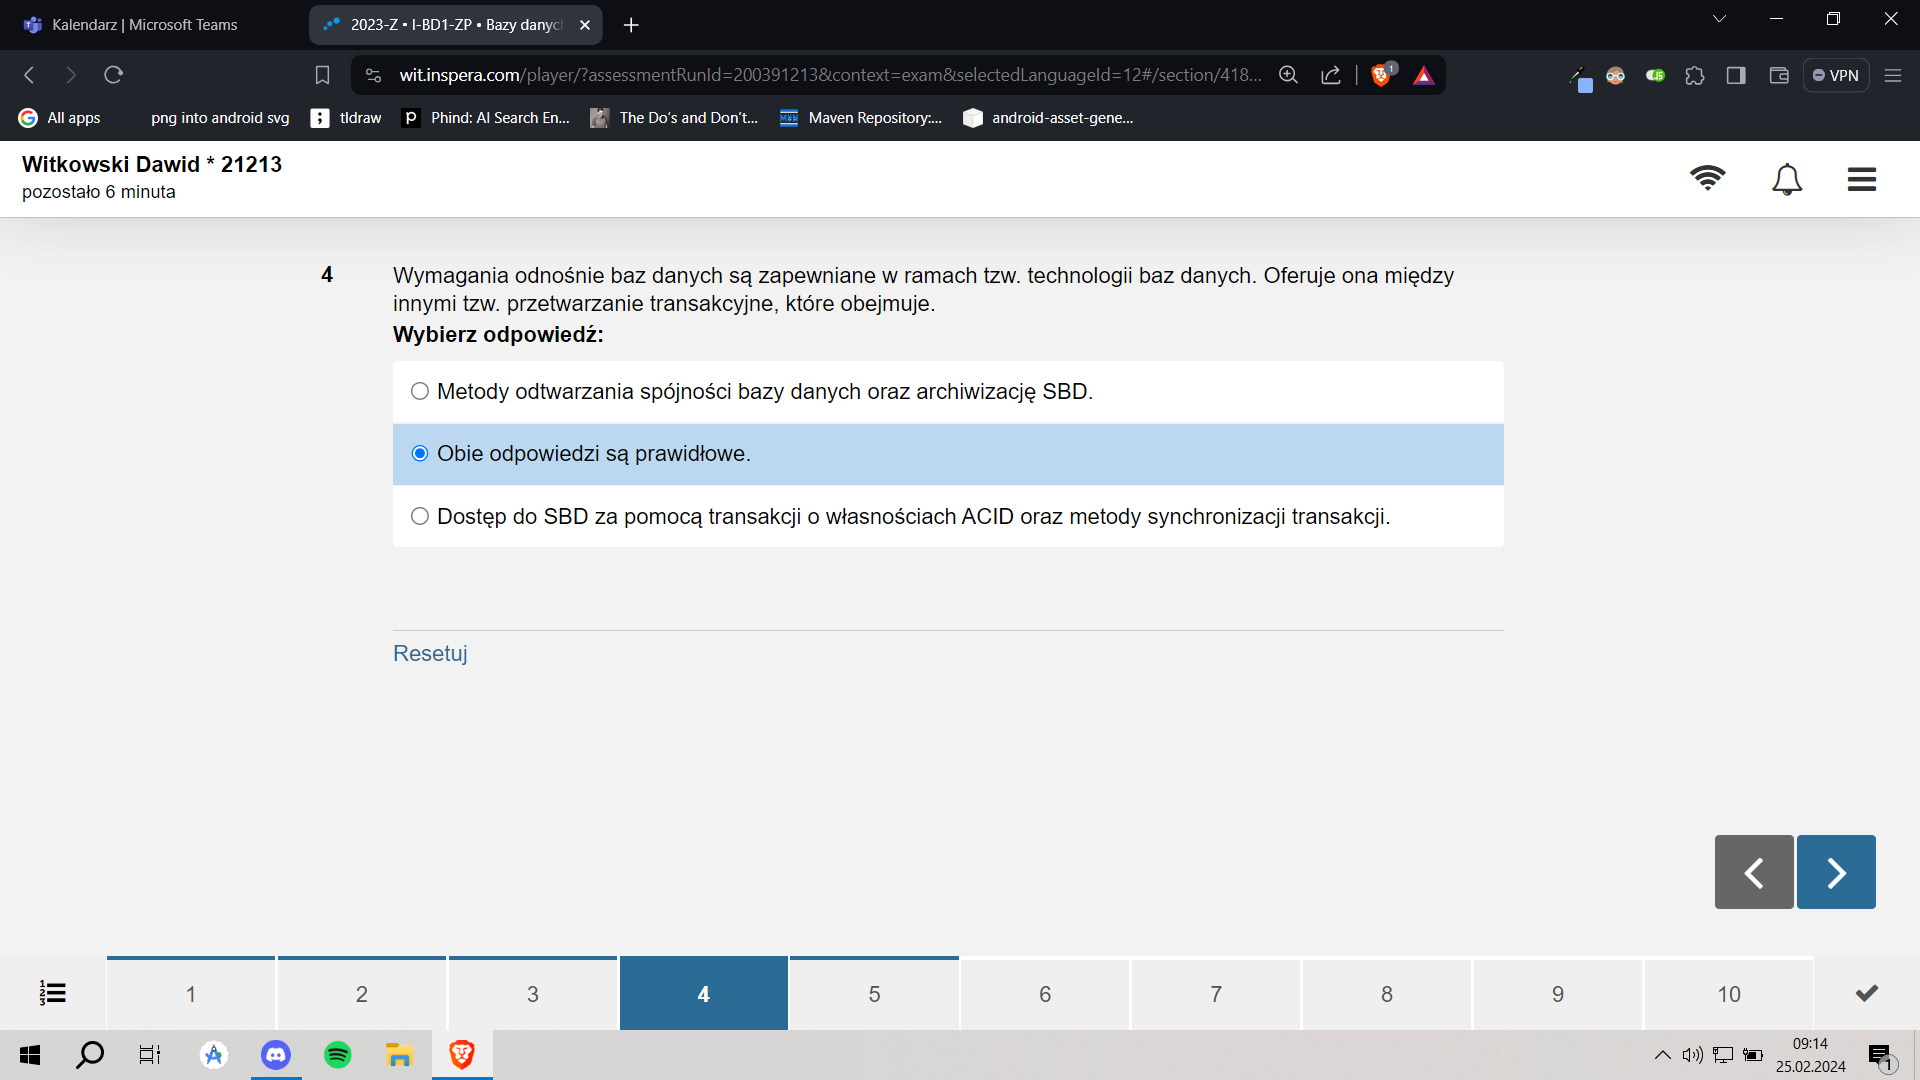 Kalendarz | Microsoft Teams
2023-Z • I-BD1-ZP • Bazy danych
wit.inspera.com/player/?assessmentRunId=200391213&context=exam&selectedLanguageId=12#/section/418...
1
VPN
All apps
png into android svg
tldraw
Phind: AI Search En...
The Do's and Don't...
Maven Repository:...
android-asset-gene...
Witkowski Dawid * 21213
pozostało 6 minuta
4
Wymagania odnośnie baz danych są zapewniane w ramach tzw. technologii baz danych. Oferuje ona między
innymi tzw. przetwarzanie transakcyjne, które obejmuje.
Wybierz odpowiedź:
Metody odtwarzania spójności bazy danych oraz archiwizację SBD.
Obie odpowiedzi są prawidłowe.
Dostęp do SBD za pomocą transakcji o własnościach ACID oraz metody synchronizacji transakcji.
Resetuj
1 2 3 4 5 6 7 8 9 10
09:14
25.02.2024
1